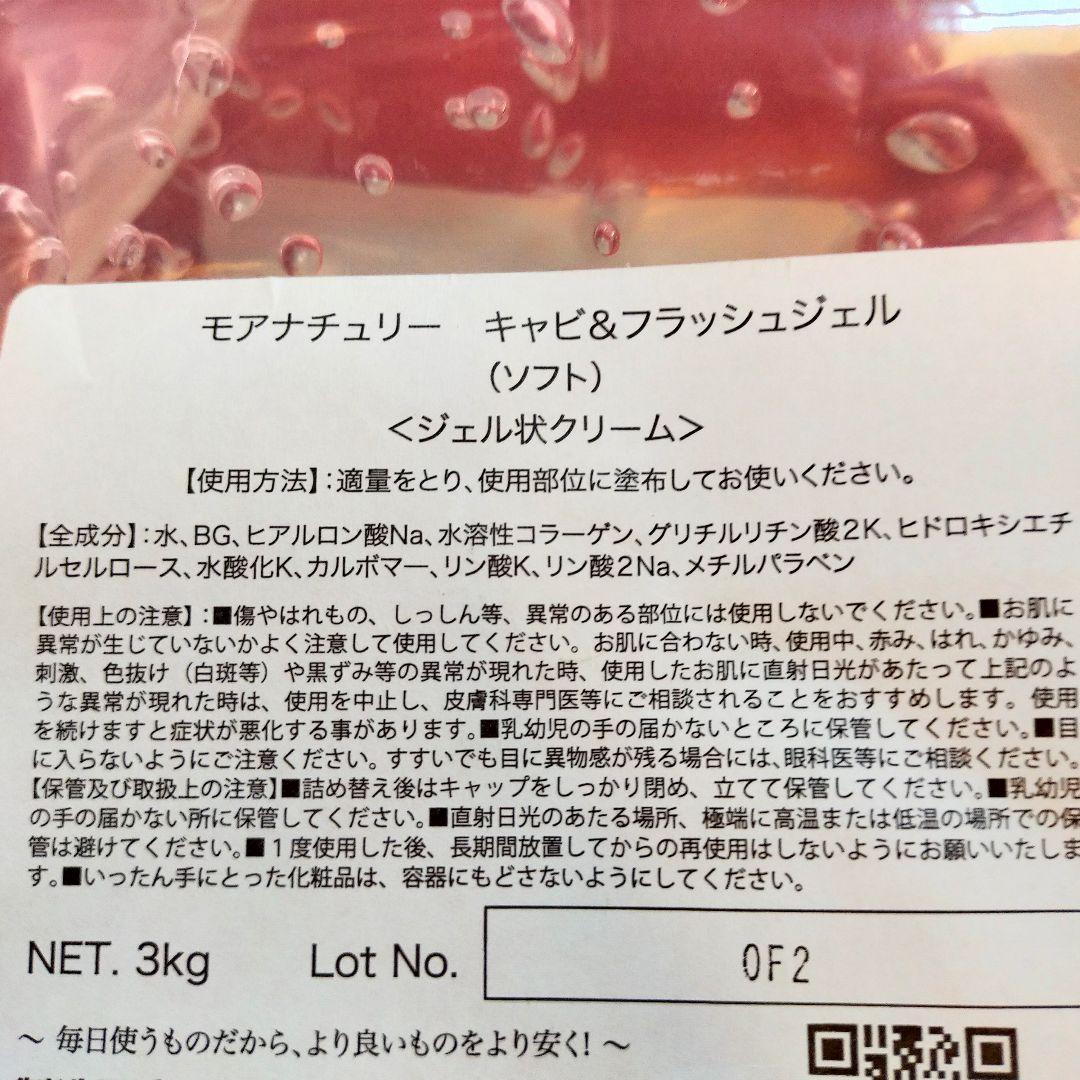 モアナチュリー　キャビ&フラッシュジェル
（ソフト）
＜ジェル状クリーム＞
【使用方法】:適量をとり、使用部位に塗布してお使いください。
【全成分】:水、BG、ヒアルロン酸Na、水溶性コラーゲン、グリチルリチン酸2K、ヒドロキシエチ
ルセルロース、水酸化K、カルボマー、リン酸K、リン酸2Na、メチルパラベン
【使用上の注意】:■傷やはれもの、しっしん等、異常のある部位には使用しないでください。■お肌に
異常が生じていないかよく注意して使用してください。お肌に合わない時、使用中、赤み、はれ、かゆみ、
刺激、色抜け（白斑等）や黒ずみ等の異常が現れた時、使用したお肌に直射日光があたって上記のよ
うな異常が現れた時は、使用を中止し、皮膚科専門医等にご相談されることをおすすめします。使用
を続けますと症状が悪化する事があります。■乳幼児の手の届かないところに保管してください。■目
に入らないようにご注意ください。すすいでも目に異物感が残る場合には、眼科医等にご相談ください。
【保管及び取扱上の注意】■詰め替え後はキャップをしっかり閉め、立てて保管してください。■乳幼児
の手の届かない所に保管してください。■直射日光のあたる場所、極端に高温または低温の場所での保
管は避けてください。■1度使用した後、長期間放置してからの再使用はしないようにお願いいたしま
す。■いったん手にとった化粧品は、容器にもどさないようにしてください。
NET. 3kg Lot No. 0F2
～ 毎日使うものだから、より良いものをより安く! ～